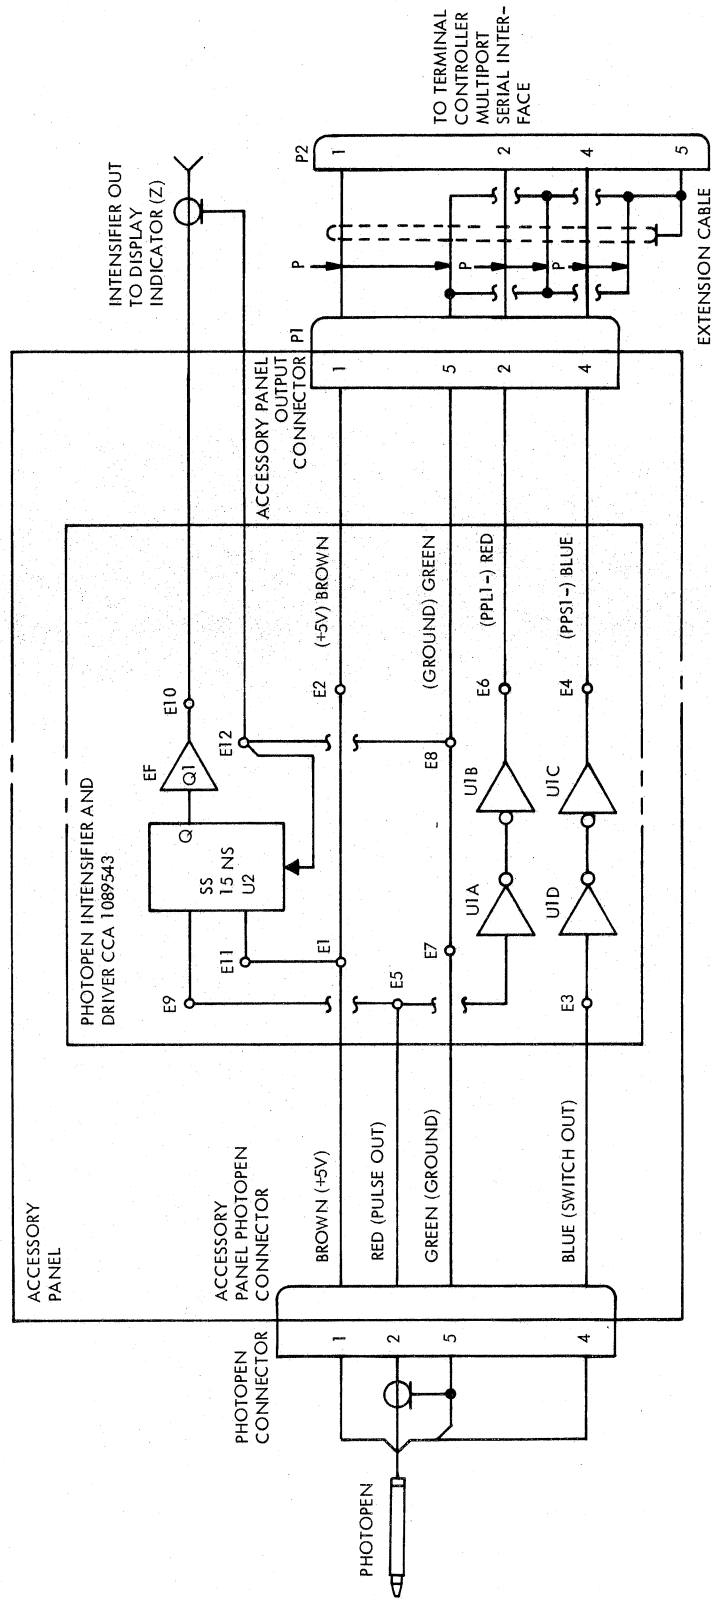 ACCESSORY
PANEL
PHOTOPEN INTENSIFIER AND
DRIVER CCA 1089543
INTENSIFIER OUT
TO DISPLAY
INDICATOR (Z)
E9
E11
SS
15 NS
U2
Q
EF
Q1
E10
E12
PHOTOPEN
PHOTOPEN
CONNECTOR
1
2
5
4
ACCESSORY
PANEL PHOTOPEN
CONNECTOR
BROWN (+5V)
RED (PULSE OUT)
GREEN (GROUND)
BLUE (SWITCH OUT)
E1
E5
E7
E3
U1A
U1D
U1B
U1C
E2
E8
E6
E4
(+5V) BROWN
(GROUND) GREEN
(PPL1-) RED
(PPS1-) BLUE
ACCESSORY PANEL
OUTPUT
CONNECTOR
1
5
2
4
P1
P
P
P
P2
1
2
4
5
TO TERMINAL
CONTROLLER
MULTIPORT
SERIAL INTER-
FACE
EXTENSION CABLE